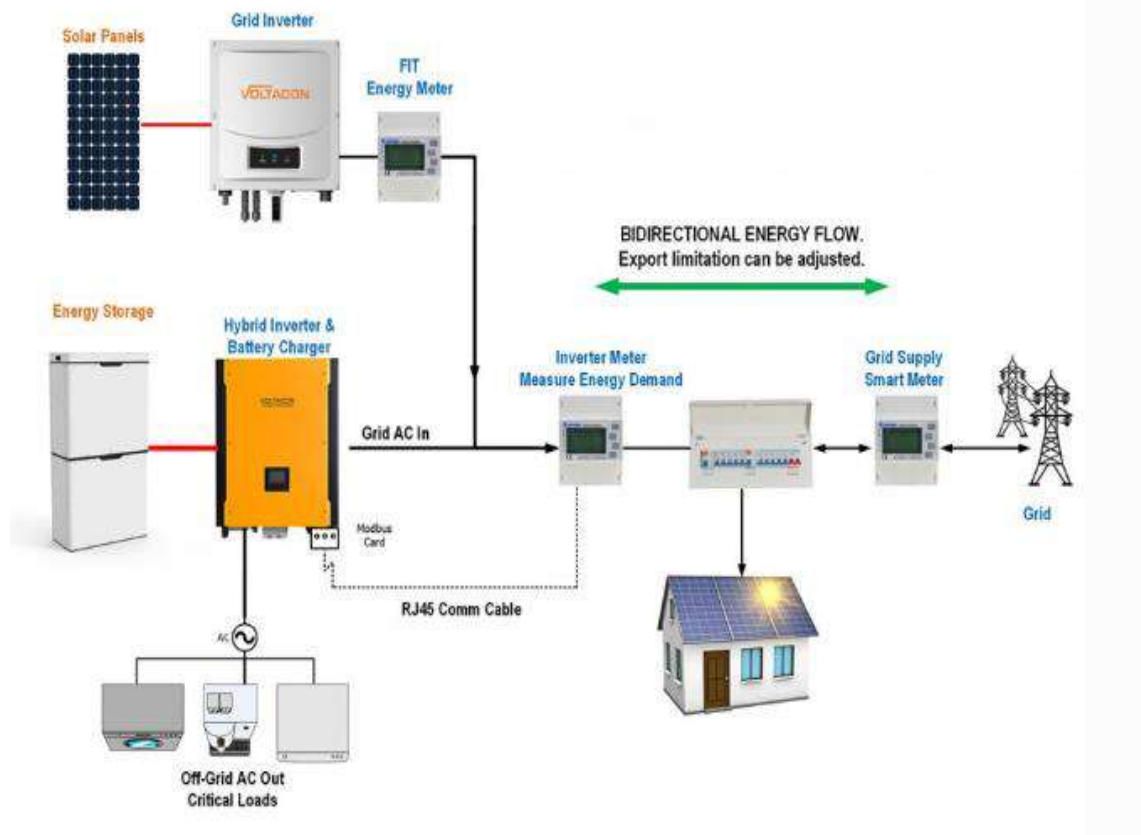 Solar Panels
Grid Inverter
VOLTACON
FIT
Energy Meter
BIDIRECTIONAL ENERGY FLOW.
Export limitation can be adjusted.
Energy Storage
Hybrid Inverter &
Battery Charger
VOLTACON
Grid AC In
Inverter Meter
Measure Energy Demand
Grid Supply
Smart Meter
Grid
Modbus
Card
RJ45 Comm Cable
AC
Off-Grid AC Out
Critical Loads